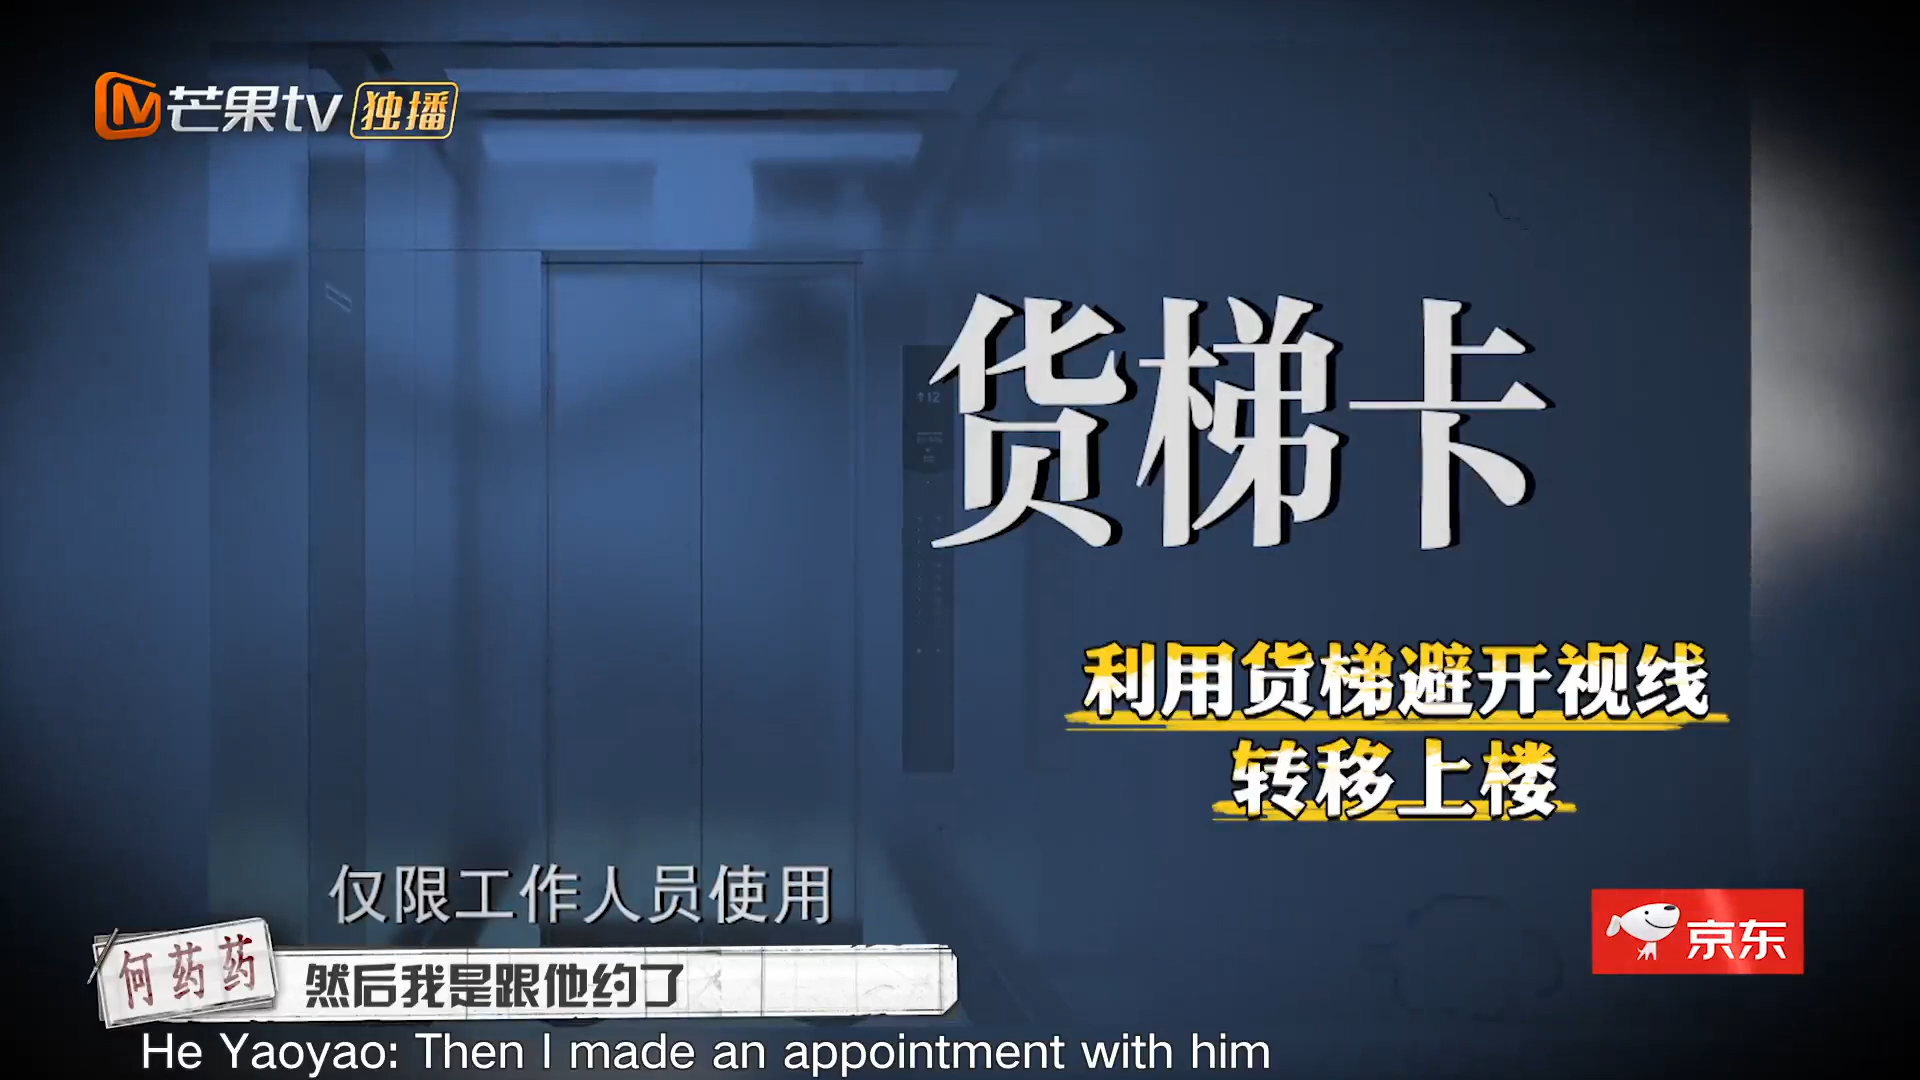 芒果tv 独播
↑12
货梯卡
利用货梯避开视线
转移上楼
仅限工作人员使用
京东
何药药
然后我是跟他约了
He Yaoyao: Then I made an appointment with him